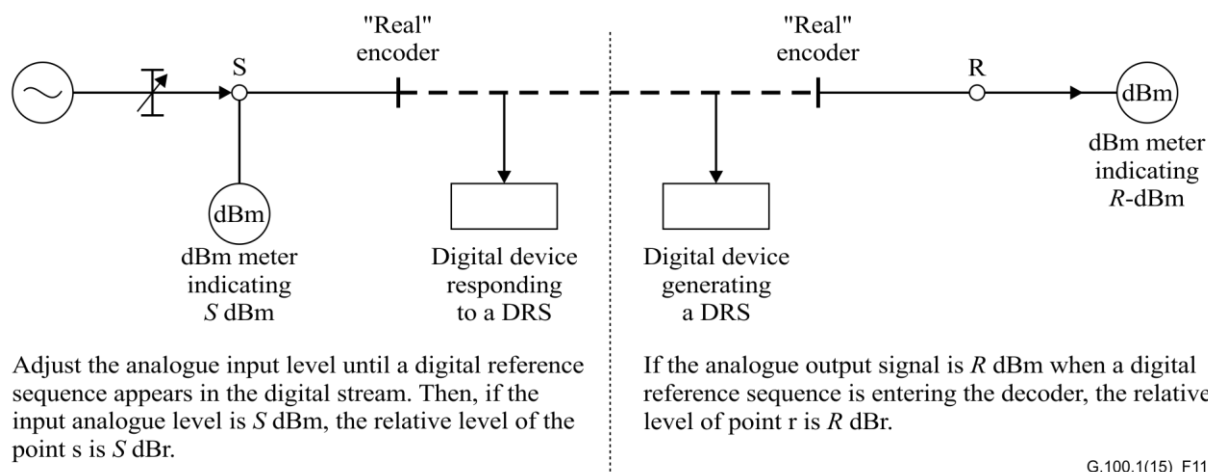 "Real"
encoder
S
dBm
dBm meter
indicating
S dBm
Digital device
responding
to a DRS
Adjust the analogue input level until a digital reference
sequence appears in the digital stream. Then, if the
input analogue level is S dBm, the relative level of the
point s is S dBr.
"Real"
encoder
R
dBm
dBm meter
indicating
R-dBm
Digital device
generating
a DRS
If the analogue output signal is R dBm when a digital
reference sequence is entering the decoder, the relative
level of point r is R dBr.
G.100.1(15)_F11